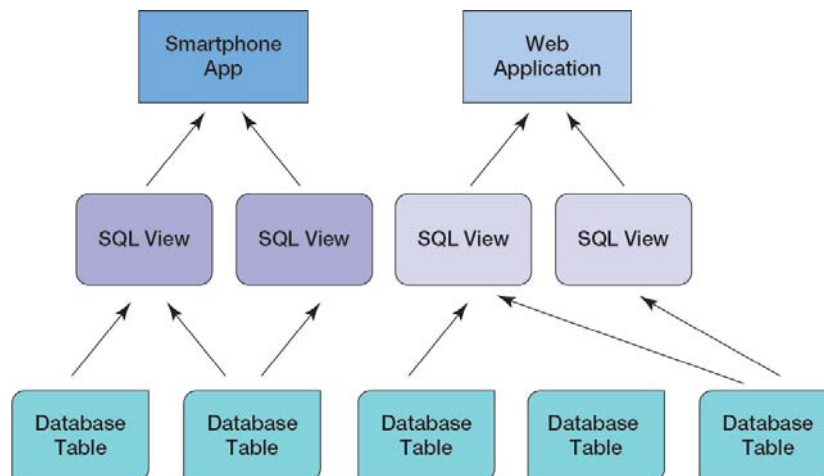 Smartphone
App
Web
Application
SQL View
SQL View
SQL View
SQL View
Database
Table
Database
Table
Database
Table
Database
Table
Database
Table